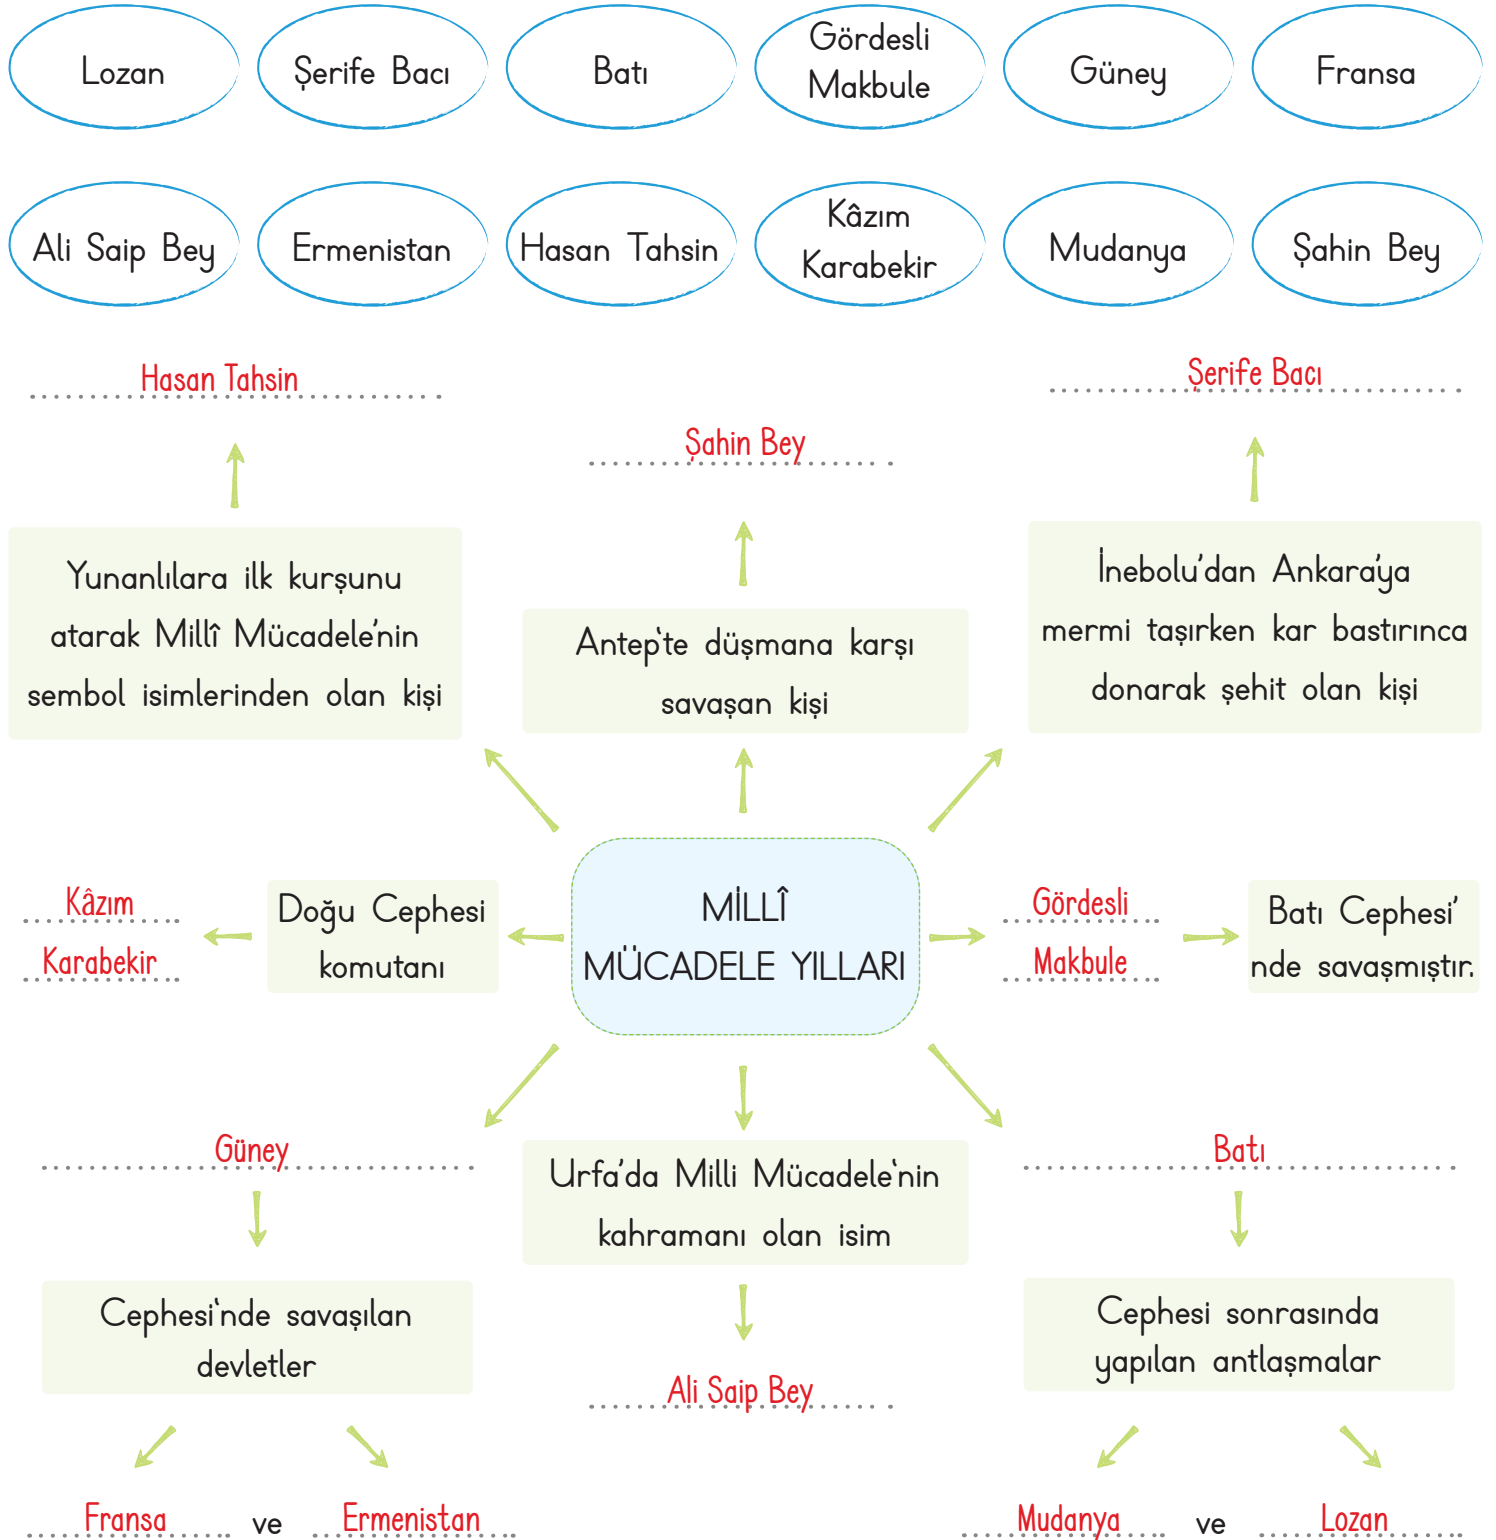 Lozan
Şerife Bacı
Batı
Gördesli
Makbule
Güney
Fransa
Ali Saip Bey
Ermenistan
Hasan Tahsin
Kâzım
Karabekir
Mudanya
Şahin Bey
Hasan Tahsin
Şahin Bey
Şerife Bacı
Yunanlılara ilk kurşunu
atarak Millî Mücadele'nin
sembol isimlerinden olan kişi
Antep'te düşmana karşı
savaşan kişi
İnebolu'dan Ankara'ya
mermi taşırken kar bastırınca
donarak şehit olan kişi
Kâzım
Karabekir
Doğu Cephesi
komutanı
MİLLÎ
MÜCADELE YILLARI
Gördesli
Makbule
Batı Cephesi'
nde savaşmıştır.
Güney
Cephesi'nde savaşılan
devletler
Fransa ve Ermenistan
Urfa'da Milli Mücadele'nin
kahramanı olan isim
Ali Saip Bey
Batı
Cephesi sonrasında
yapılan antlaşmalar
Mudanya ve Lozan